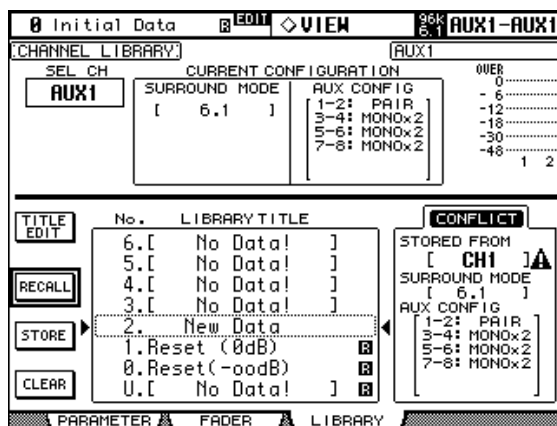 0 Initial Data R EDIT ◇VIEW 96k 6.1 AUX1-AUX1
[CHANNEL LIBRARY] AUX1
SEL CH
AUX1
CURRENT CONFIGURATION
SURROUND MODE
[ 6.1 ]
AUX CONFIG
1-2: PAIR
3-4: MONOx2
5-6: MONOx2
7-8: MONOx2
OVER
0
-6
-12
-18
-30
-48
1 2
TITLE EDIT
RECALL
STORE
CLEAR
No. LIBRARY TITLE
6.[ No Data! ]
5.[ No Data! ]
4.[ No Data! ]
3.[ No Data! ]
2. New Data
1.Reset (0dB) R
0.Reset(-oodB) R
U.[ No Data! ] R
CONFLICT
STORED FROM
[ CH1 ]
SURROUND MODE
[ 6.1 ]
AUX CONFIG
1-2: PAIR
3-4: MONOx2
5-6: MONOx2
7-8: MONOx2
PARAMETER FADER LIBRARY